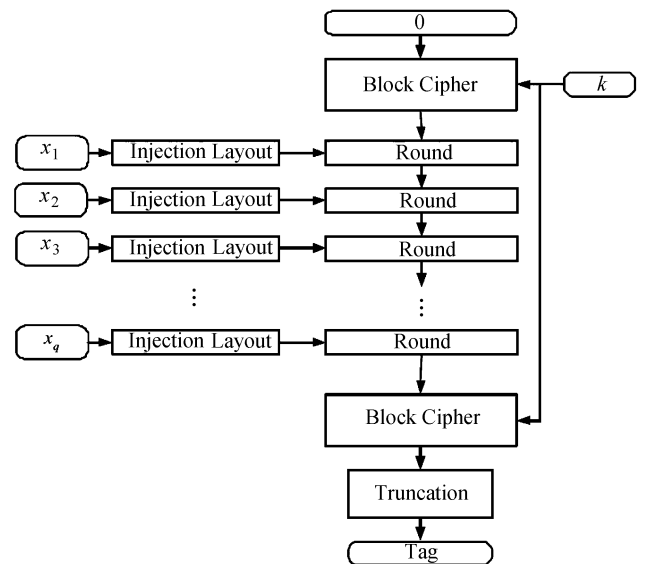 0
Block Cipher
k
x1 Injection Layout Round
x2 Injection Layout Round
x3 Injection Layout Round
⋮ ⋮
xq Injection Layout Round
Block Cipher
Truncation
Tag